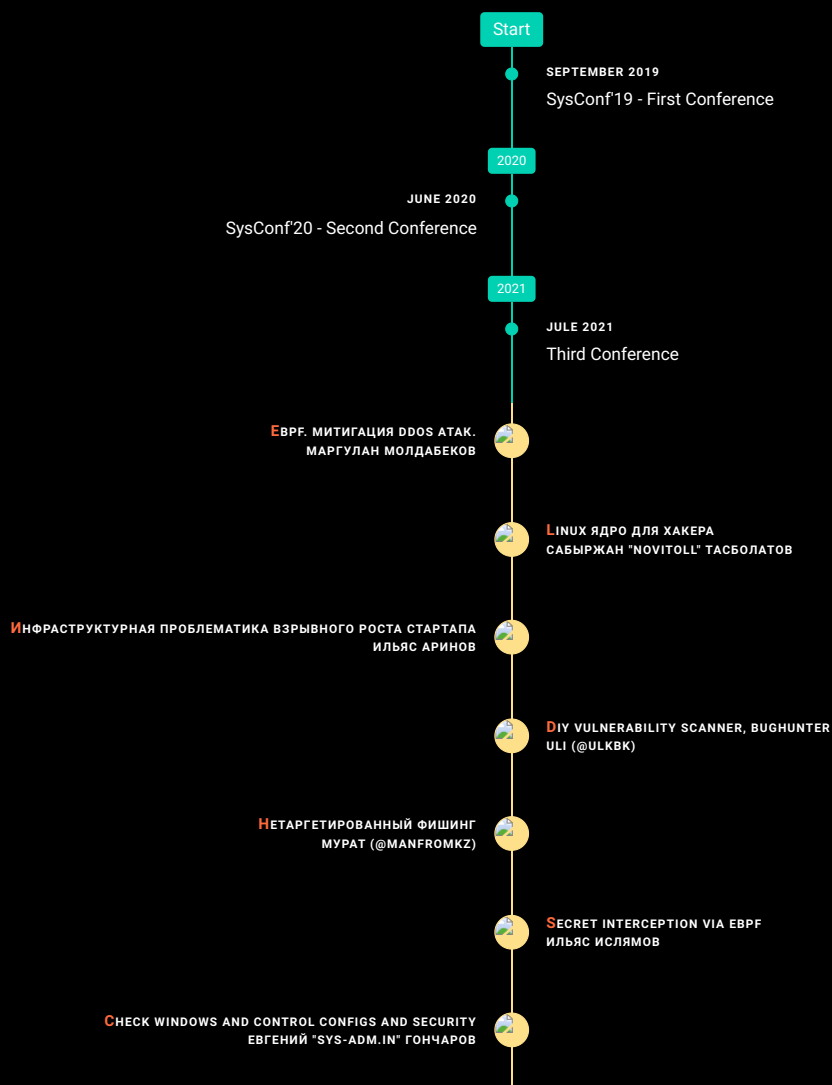 Start
SEPTEMBER 2019
SysConf'19 - First Conference
2020
JUNE 2020
SysConf'20 - Second Conference
2021
JULE 2021
Third Conference
EBPF. МИТИГАЦИЯ DDOS АТАК.
МАРГУЛАН МОЛДАБЕКОВ
LINUX ЯДРО ДЛЯ ХАКЕРА
САБЫРЖАН "NOVITOLL" ТАСБОЛАТОВ
ИНФРАСТРУКТУРНАЯ ПРОБЛЕМАТИКА ВЗРЫВНОГО РОСТА СТАРТАПА
ИЛЬЯС АРИНОВ
DIY VULNERABILITY SCANNER, BUGHUNTER
ULI (@ULKBK)
НЕТАРГЕТИРОВАННЫЙ ФИШИНГ
МУРАТ (@MANFROMKZ)
SECRET INTERCEPTION VIA EBPF
ИЛЬЯС ИСЛЯМОВ
CHECK WINDOWS AND CONTROL CONFIGS AND SECURITY
ЕВГЕНИЙ "SYS-ADM.IN" ГОНЧАРОВ